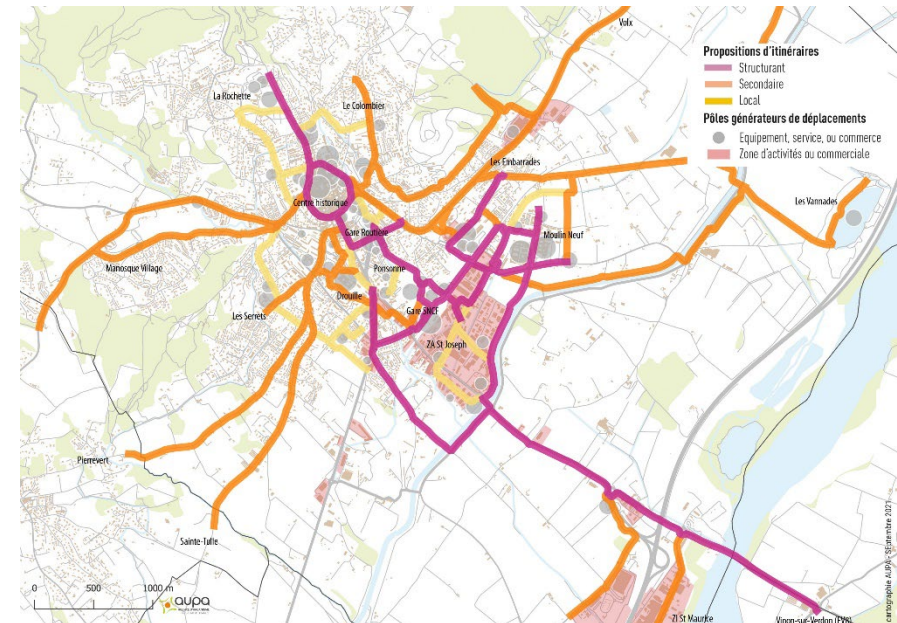 Volx
Propositions d'itinéraires
Structurant
Secondaire
Local
Pôles générateurs de déplacements
Equipement, service, ou commerce
Zone d'activités ou commerciale
La Rochette
Le Colombier
Les Embarrades
Les Vannades
Centre historique
Gare Routière
Moulin Neuf
Manosque Village
Ponsonne
Drouille
Les Serrets
Gare SNCF
ZA St Joseph
Pierrevert
Sainte-Tulle
0 500 1000 m
aupa
ZI St Maurice
Vinon-sur-Verdon (EV8)
cartographie AUPA - SEptembre 2021